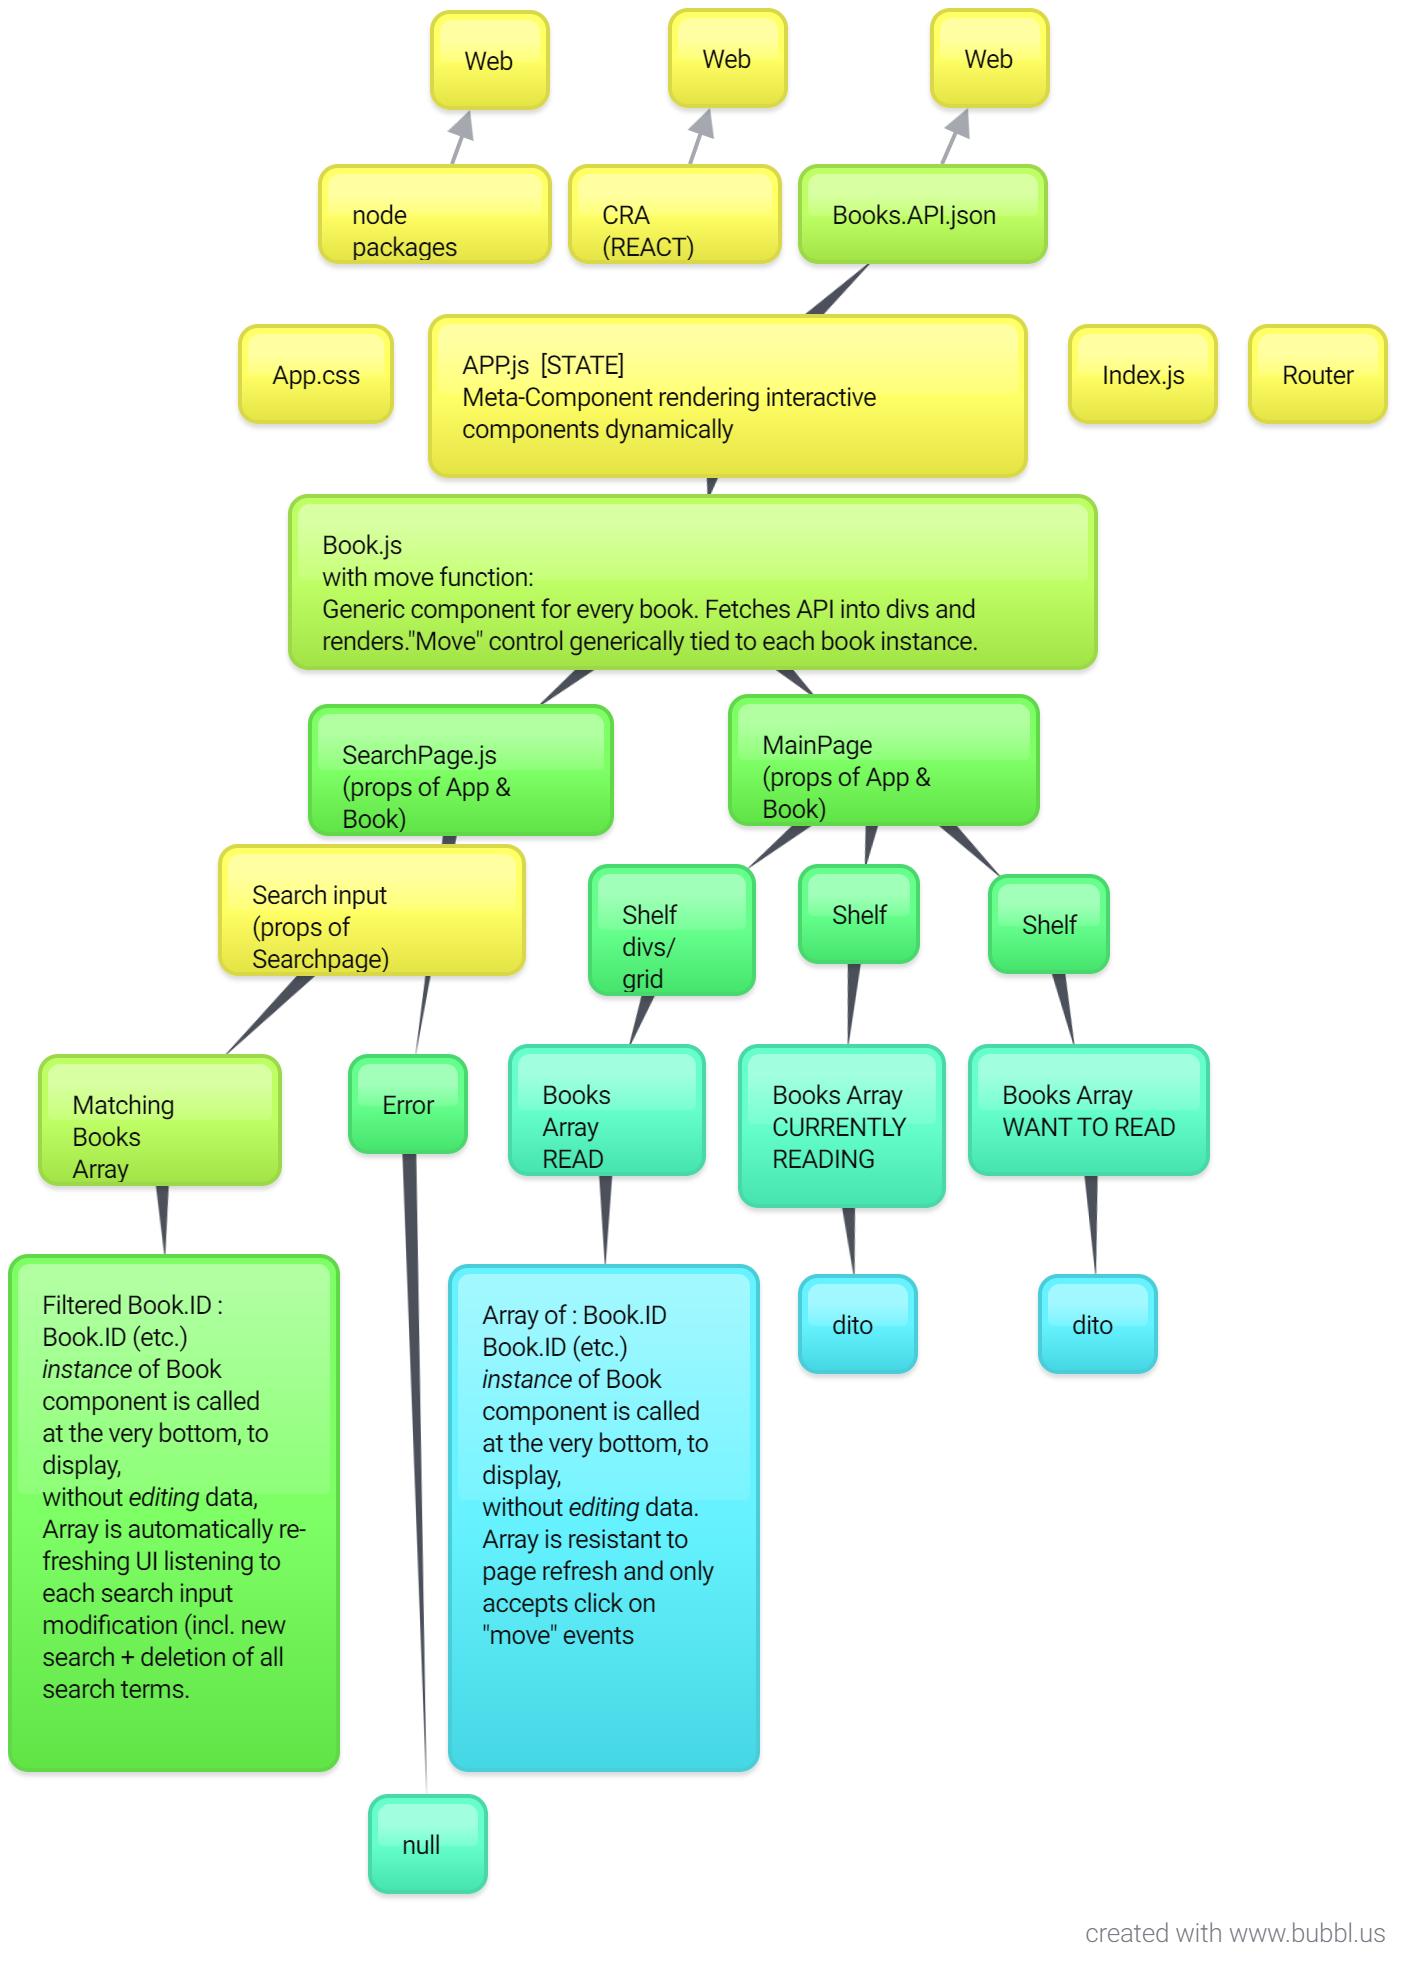 Web
Web
Web
node
packages
CRA
(REACT)
Books.API.json
App.css
APP.js  [STATE]
Meta-Component rendering interactive
components dynamically
Index.js
Router
Book.js
with move function:
Generic component for every book. Fetches API into divs and
renders."Move" control generically tied to each book instance.
SearchPage.js
(props of App &
Book)
MainPage
(props of App &
Book)
Search input
(props of
Searchpage)
Shelf
divs/
grid
Shelf
Shelf
Matching
Books
Array
Error
Books
Array
READ
Books Array
CURRENTLY
READING
Books Array
WANT TO READ
Filtered Book.ID :
Book.ID (etc.)
instance of Book
component is called
at the very bottom, to
display,
without editing data,
Array is automatically re-
freshing UI listening to
each search input
modification (incl. new
search + deletion of all
search terms.
Array of : Book.ID
Book.ID (etc.)
instance of Book
component is called
at the very bottom, to
display,
without editing data.
Array is resistant to
page refresh and only
accepts click on
"move" events
dito
dito
null
created with www.bubbl.us